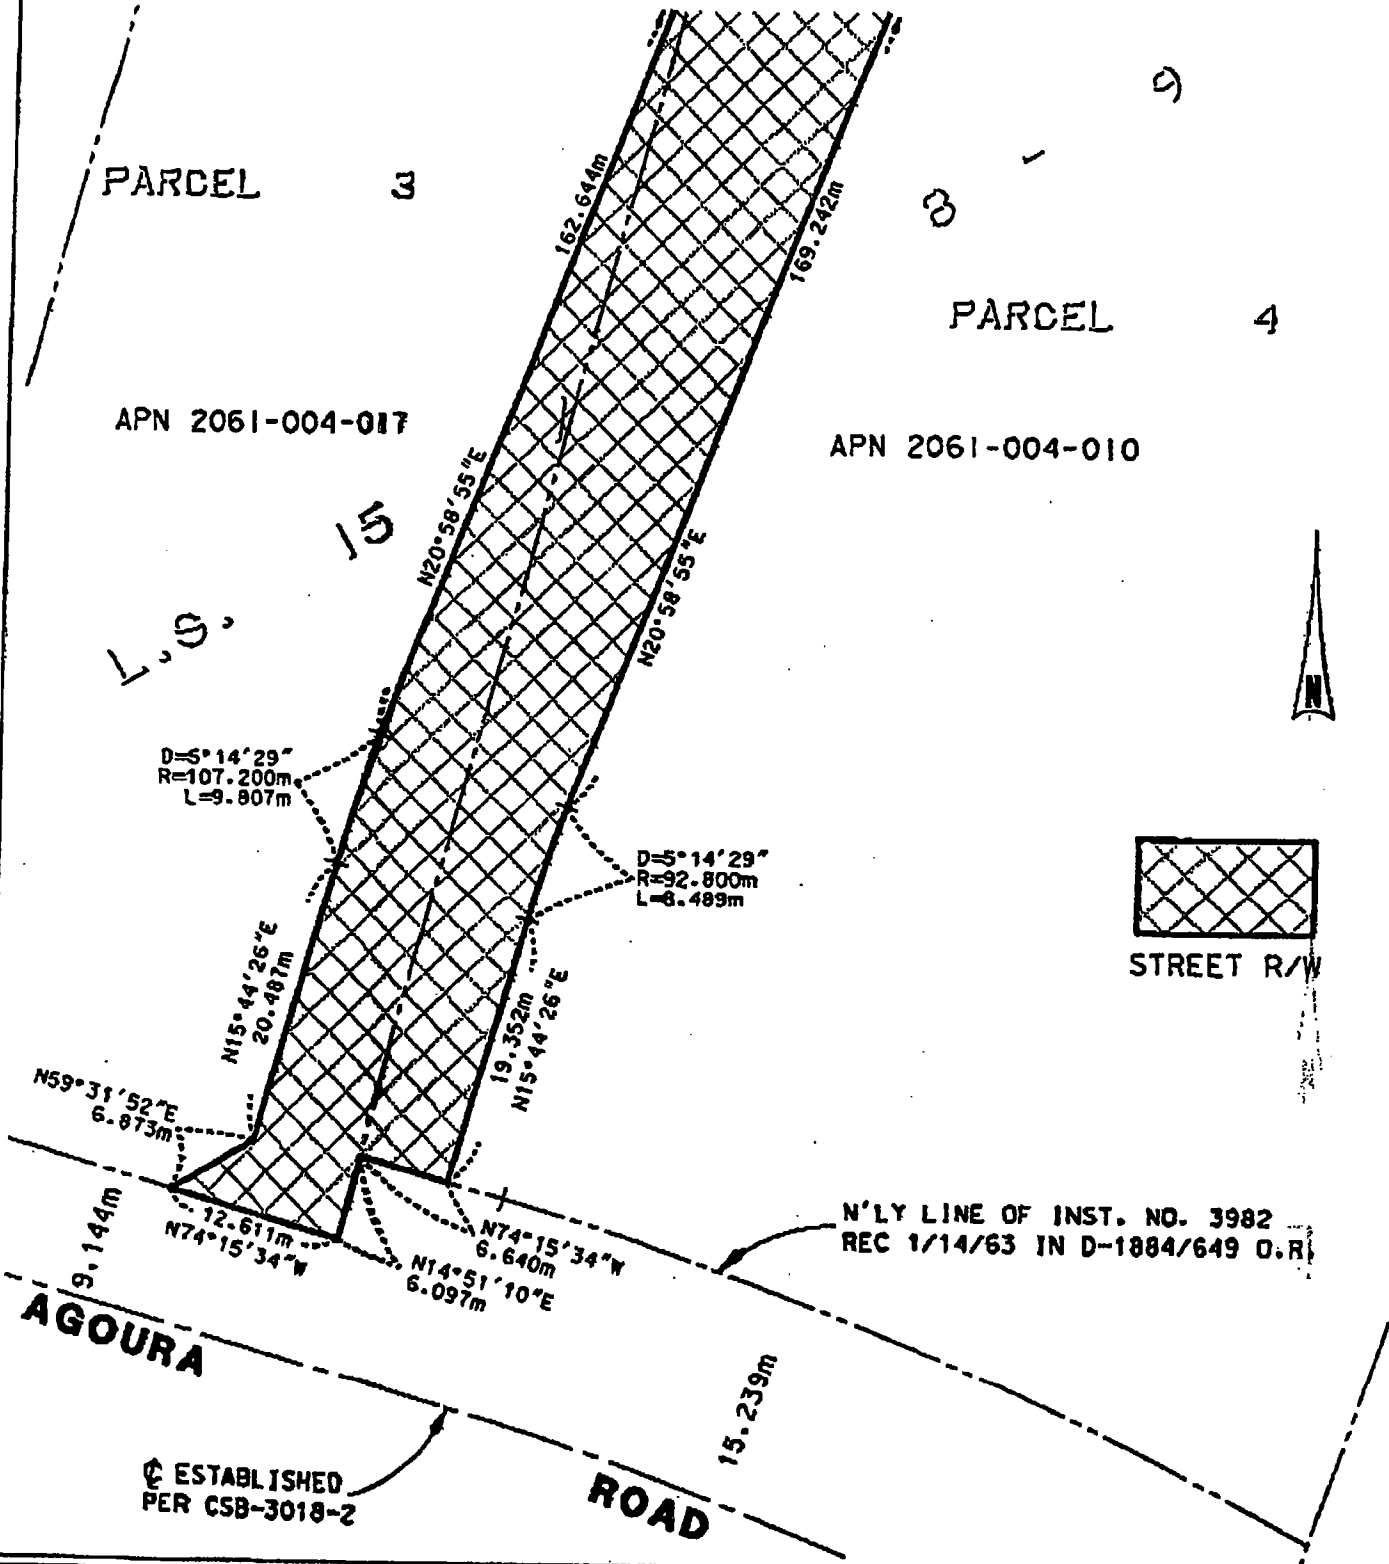 162.644m
169.242m
9
1
8
PARCEL 3
PARCEL 4
APN 2061-004-017
APN 2061-004-010
N20°58'55"E
N20°58'55"E
15
L.S.
N
D=5°14'29"
R=107.200m
L=9.807m
D=5°14'29"
R=92.800m
L=8.489m
STREET R/W
N15°44'26"E
20.487m
19.352m
N15°44'26"E
N59°31'52"E
6.873m
12.611m
N74°15'34"W
N74°15'34"W
6.640m
N14°51'10"E
6.097m
9.144m
N'LY LINE OF INST. NO. 3982
REC 1/14/63 IN D-1884/649 O.R.
AGOURA
15.239m
℄ ESTABLISHED
PER CSB-3018-2
ROAD